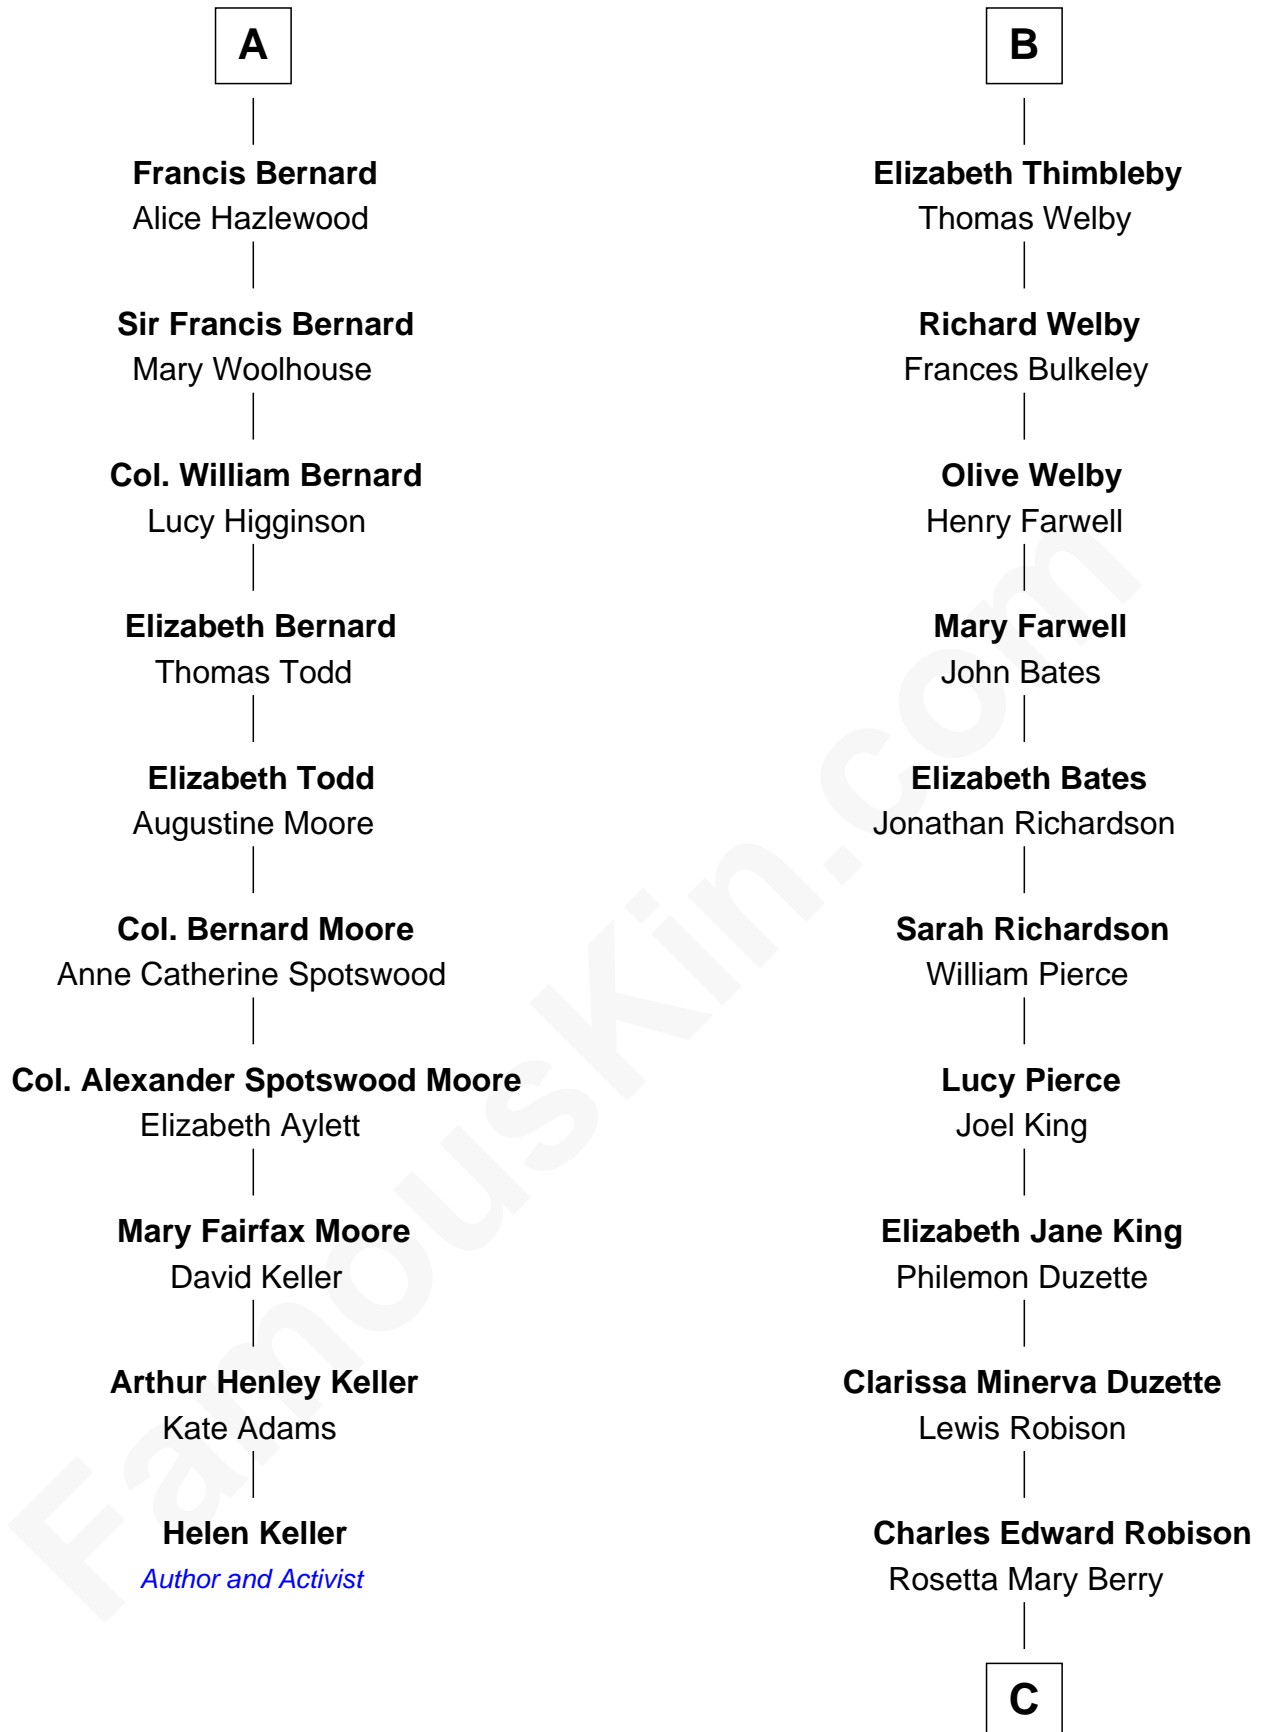 A
Francis Bernard
Alice Hazlewood
Sir Francis Bernard
Mary Woolhouse
Col. William Bernard
Lucy Higginson
Elizabeth Bernard
Thomas Todd
Elizabeth Todd
Augustine Moore
Col. Bernard Moore
Anne Catherine Spotswood
Col. Alexander Spotswood Moore
Elizabeth Aylett
Mary Fairfax Moore
David Keller
Arthur Henley Keller
Kate Adams
Helen Keller
Author and Activist
B
Elizabeth Thimbleby
Thomas Welby
Richard Welby
Frances Bulkeley
Olive Welby
Henry Farwell
Mary Farwell
John Bates
Elizabeth Bates
Jonathan Richardson
Sarah Richardson
William Pierce
Lucy Pierce
Joel King
Elizabeth Jane King
Philemon Duzette
Clarissa Minerva Duzette
Lewis Robison
Charles Edward Robison
Rosetta Mary Berry
C
FamousKin.com